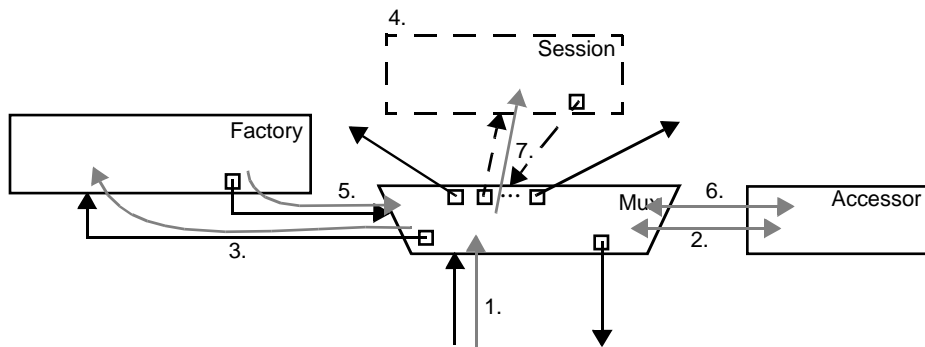 4.
Session
Factory
7.
...
5.
Mux
6.
Accessor
3.
2.
1.